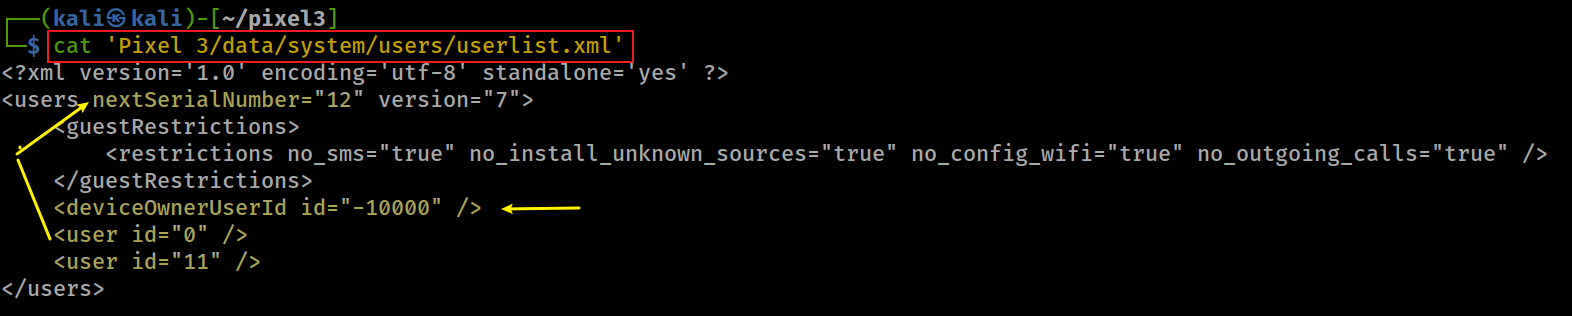 ┌──(kali㉿kali)-[~/pixel3]
└─$ cat 'Pixel 3/data/system/users/userlist.xml'
<?xml version='1.0' encoding='utf-8' standalone='yes' ?>
<users nextSerialNumber="12" version="7">
    <guestRestrictions>
        <restrictions no_sms="true" no_install_unknown_sources="true" no_config_wifi="true" no_outgoing_calls="true" />
    </guestRestrictions>
    <deviceOwnerUserId id="-10000" />
    <user id="0" />
    <user id="11" />
</users>